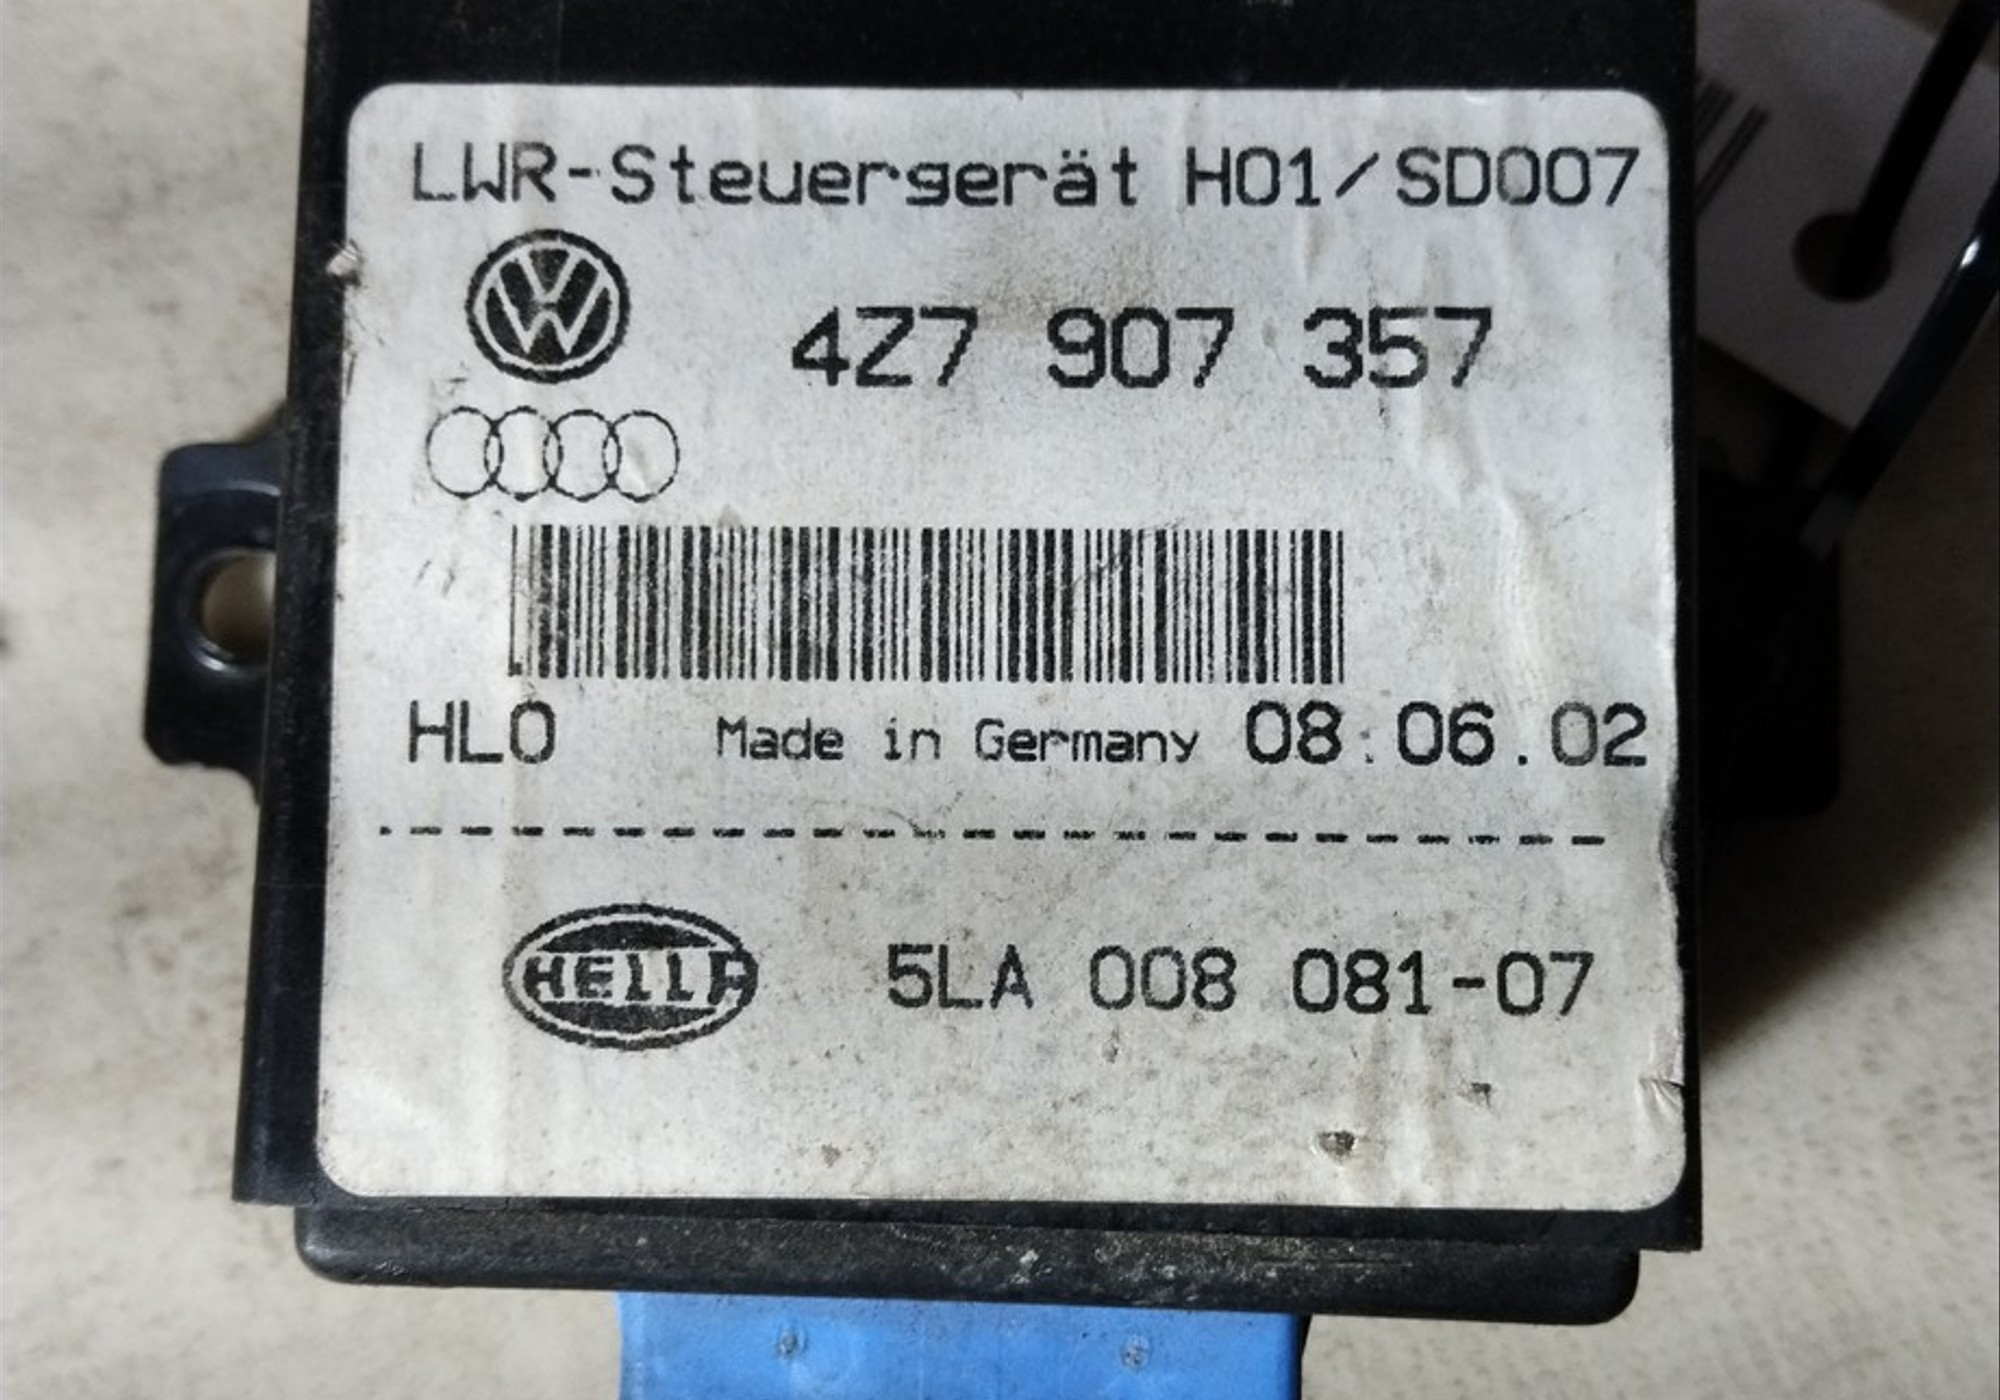 LWR-Steuergerät H01/SD007
4Z7 907 357
HLO Made in Germany 08.06.02
HELLA 5LA 008 081-07